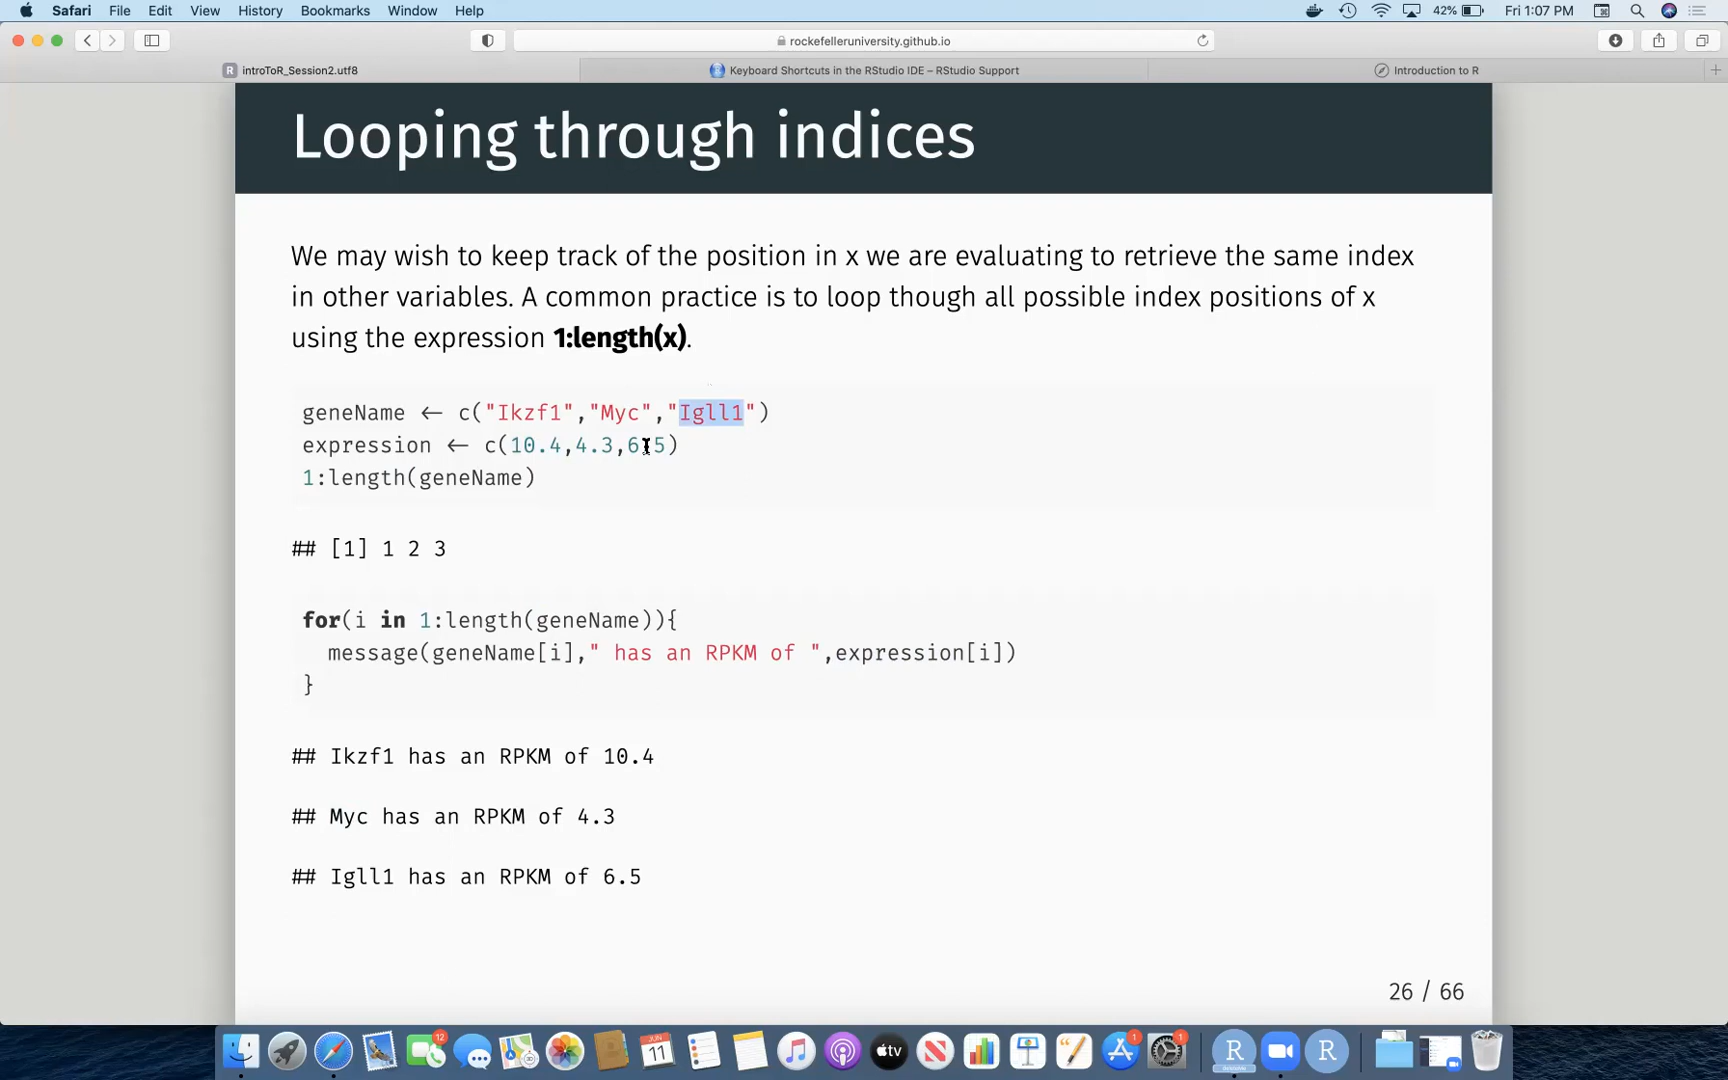 Safari File Edit View History Bookmarks Window Help 42% Fri 1:07 PM
rockefelleruniversity.github.io
R introToR_Session2.utf8 Keyboard Shortcuts in the RStudio IDE – RStudio Support Introduction to R
Looping through indices
We may wish to keep track of the position in x we are evaluating to retrieve the same index
in other variables. A common practice is to loop though all possible index positions of x
using the expression 1:length(x).
geneName <- c("Ikzf1","Myc","Igll1")
expression <- c(10.4,4.3,6.5)
1:length(geneName)
## [1] 1 2 3
for(i in 1:length(geneName)){
message(geneName[i]," has an RPKM of ",expression[i])
}
## Ikzf1 has an RPKM of 10.4
## Myc has an RPKM of 4.3
## Igll1 has an RPKM of 6.5
26 / 66
12 JUN 11 tv 1 1 R R